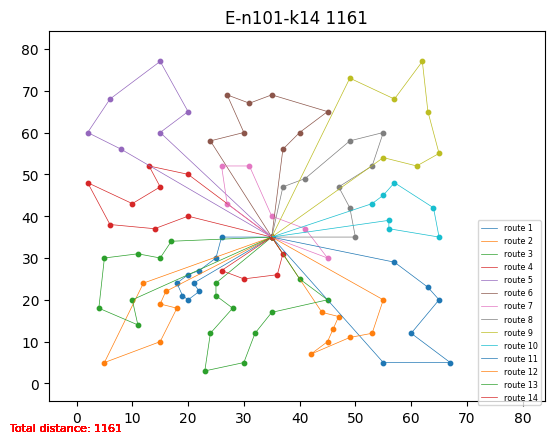 E-n101-k14 1161
80
70
60
50
40
30
20
10
0
route 1
route 2
route 3
route 4
route 5
route 6
route 7
route 8
route 9
route 10
route 11
route 12
route 13
route 14
0 10 20 30 40 50 60 70 80
Total distance: 1161